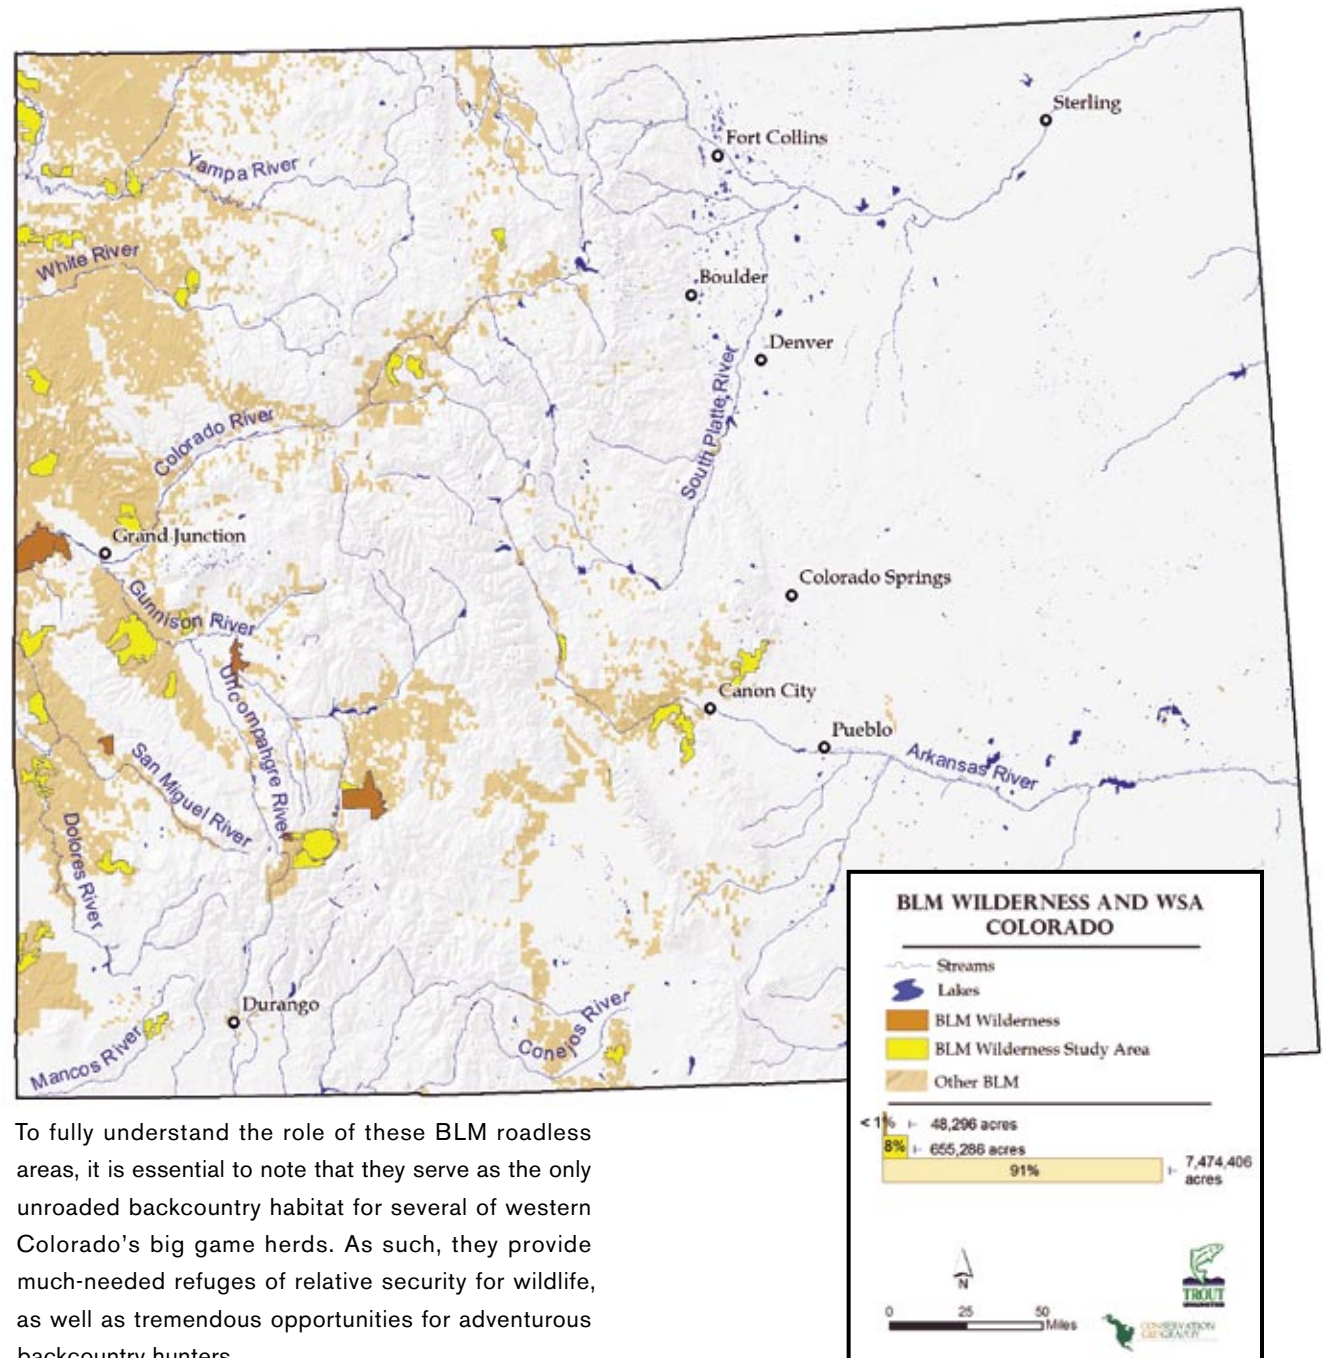 Sterling
Fort Collins
Yampa River
White River
Boulder
Denver
South Platte River
Colorado River
Grand Junction
Gunnison River
Colorado Springs
Uncompahgre River
Canon City
Pueblo
Arkansas River
San Miguel River
Dolores River
Durango
Conejos River
Mancos River
BLM WILDERNESS AND WSA
COLORADO
Streams
Lakes
BLM Wilderness
BLM Wilderness Study Area
Other BLM
< 1% 48,296 acres
8% 655,286 acres
91% 7,474,406
acres
N
0 25 50
Miles
TROUT
UNLIMITED
CONSERVATION
GEOGRAPHY
To fully understand the role of these BLM roadless
areas, it is essential to note that they serve as the only
unroaded backcountry habitat for several of western
Colorado's big game herds. As such, they provide
much-needed refuges of relative security for wildlife,
as well as tremendous opportunities for adventurous
backcountry hunters.